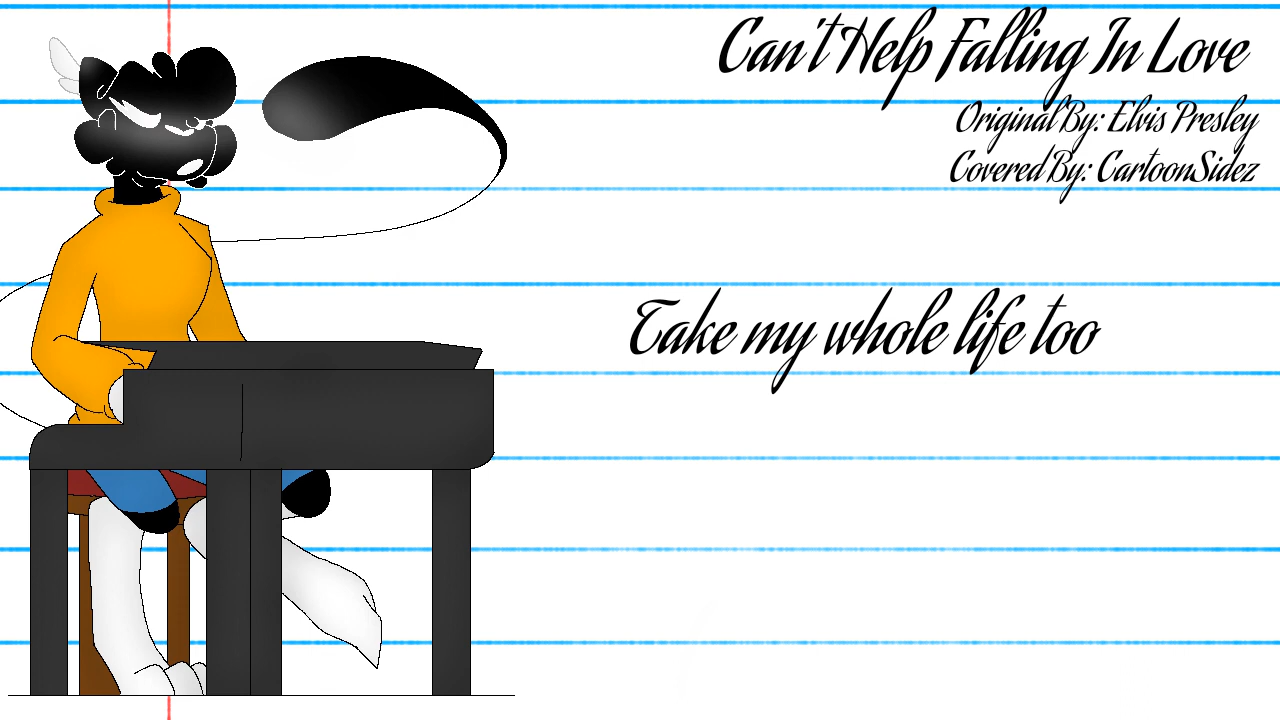 Can't Help Falling In Love
Original By: Elvis Presley
Covered By: CartoonSidez
Take my whole life too